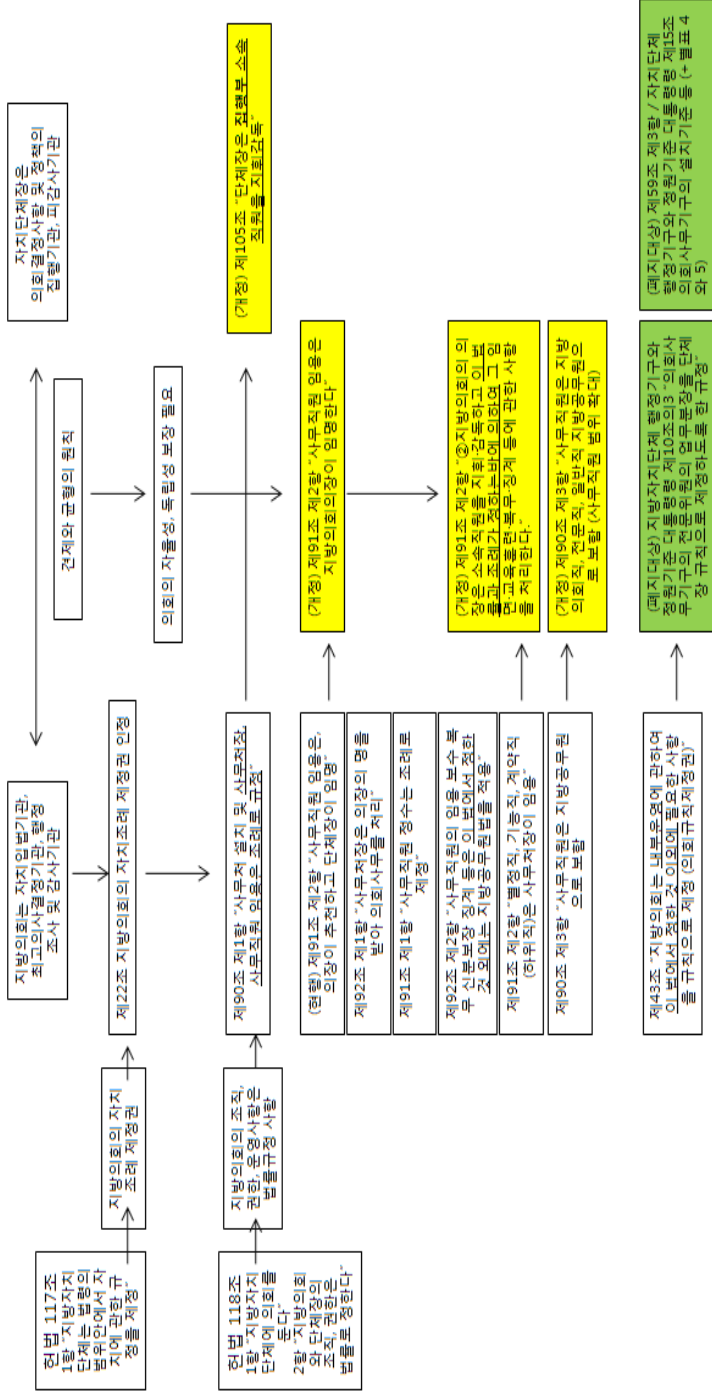 헌법 117조
1항 “지방자치
단체는 법령의
범위안에서 자
치에 관한 규
정을 제정”
헌법 118조
1항 “지방자치
단체에 의회를
둔다”
2항 “지방의회
와 단체장의
조직, 권한은
법률로 정한다”
지방의회의 자치
조례 제정권
지방의회의 조직,
권한, 운영사항은
법률규정 사항
지방의회는 자치입법기관,
최고의사결정기관, 행정
조사 및 감사기관
제22조 지방의회의 자치조례 제정권 인정
제90조 제1항 “사무처 설치 및 사무처장,
사무직원 임용은 조례로 규정”
(현행) 제91조 제2항 “사무직원 임용은,
의장이 추천하고 단체장이 임명”
제92조 제1항 “사무처장은 의장의 명을
받아 의회사무를 처리”
제91조 제1항 “사무직원 정수는 조례로
제정”
제92조 제2항 “사무직원의 임용 보수 복
무 신분보장 징계 등은 이 법에서 정한
것 외에는 지방공무원법을 적용”
제91조 제2항 “별정직, 기능직, 계약직
(하위직)은 사무처장이 임용”
제90조 제3항 “사무직원은 지방공무원
으로 보함
제43조 “지방의회는 내부운영에 관하여
이 법에서 정한 것 이외에 필요한 사항
을 규칙으로 제정 (의회규칙제정권)”
견제와 균형의 원칙
의회의 자율성, 독립성 보장 필요
(개정) 제91조 제2항 “사무직원 임용은
지방의회의장이 임명한다”
(개정) 제91조 제2항 “②지방의회의 의
장은 소속직원을 지휘·감독하고 이 법
률과 조례가 정하는바에 의하여 그 임
면·교육훈련·복무·징계 등에 관한 사항
을 처리한다.”
(개정) 제90조 제3항 “사무직원은 지방
의회직, 전문직, 일반직 지방공무원으
로 보함 (사무직원 범위 확대)
(폐지대상) 지방자치단체 행정기구와
정원기준 대통령령 제10조의3 “의회사
무기구의 전문위원의 업무분장을 단체
장 규칙으로 제정하도록 한 규정”
자치단체장은
의회결정사항 및 정책의
집행기관, 피감사기관
(개정) 제105조 “단체장은 집행부 소속
직원을 지휘감독”
(폐지대상) 제59조 제3항 / 자치단체
행정기구와 정원기준 대통령령 제15조
의회사무기구의 설치기준 등 (+ 별표 4
와 5)